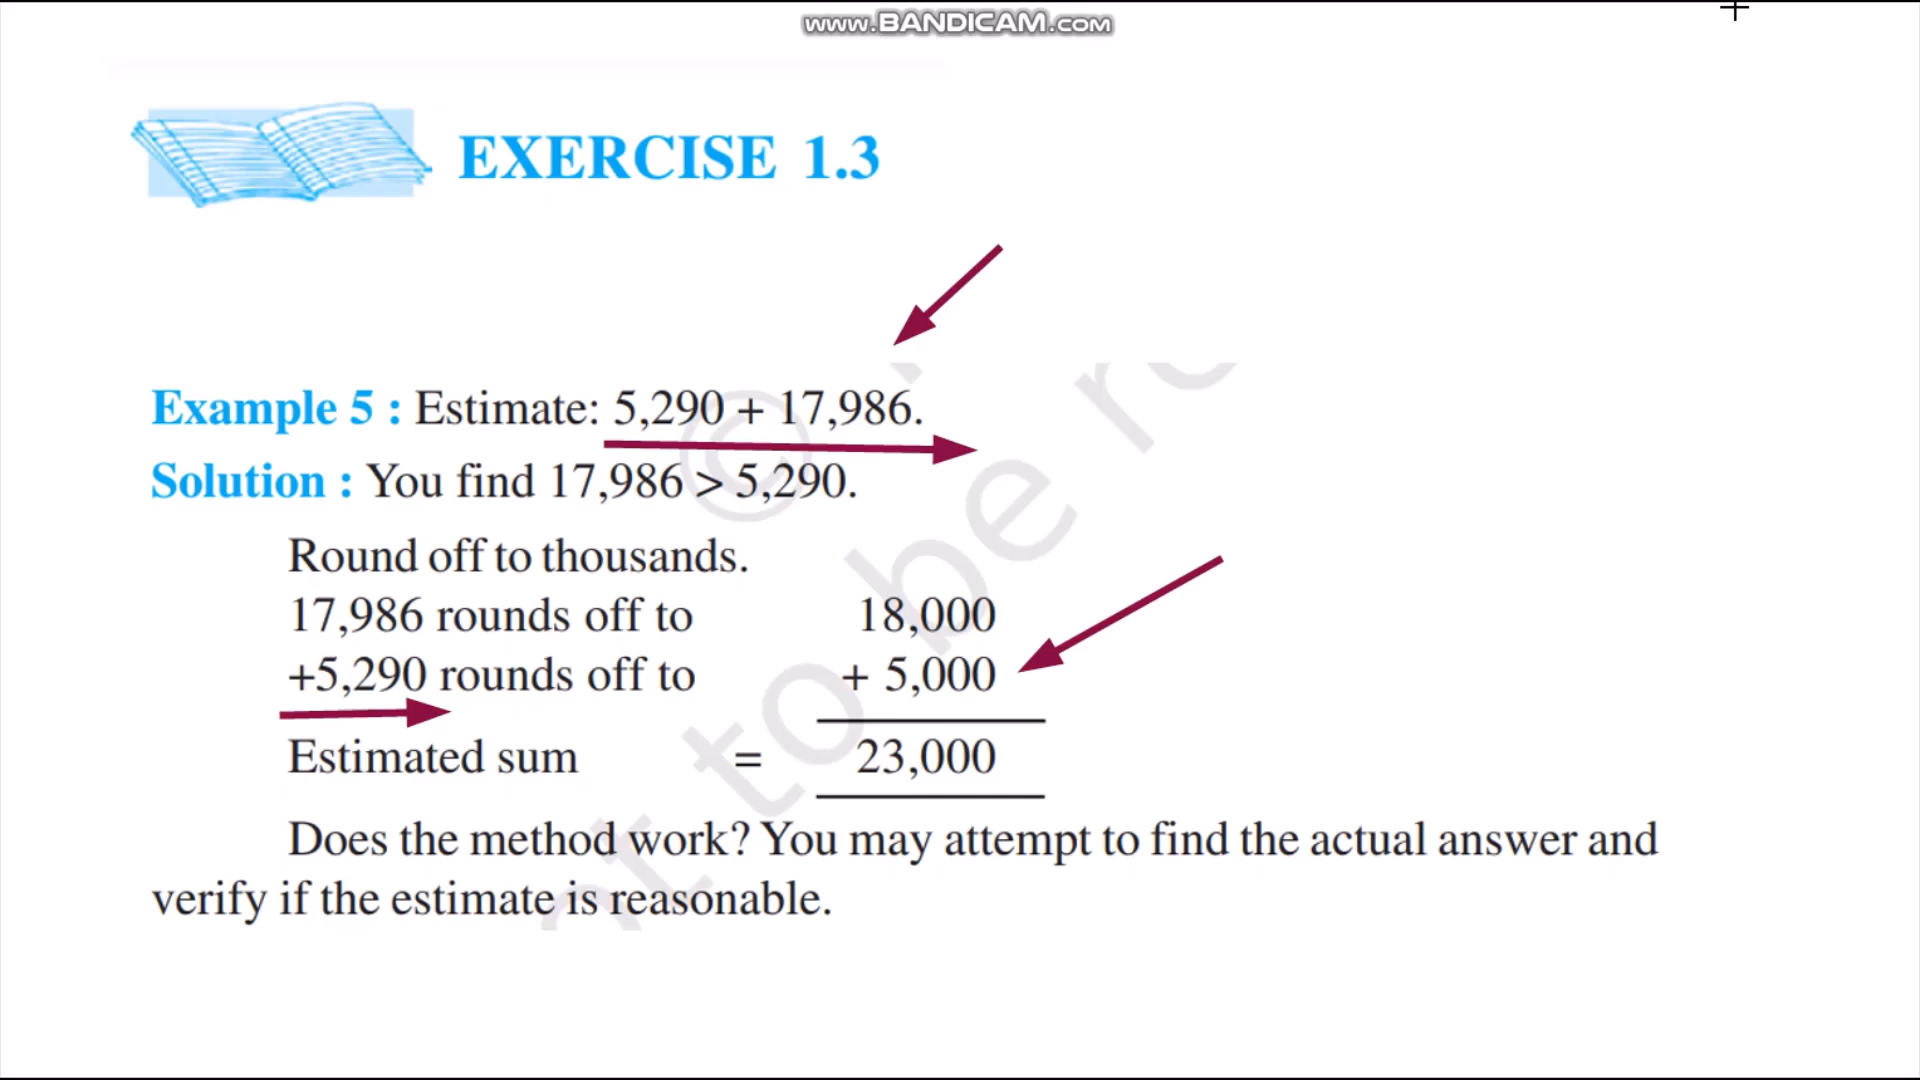 www.BANDICAM.com
EXERCISE 1.3
Example 5 : Estimate: 5,290 + 17,986.
Solution : You find 17,986 > 5,290.
Round off to thousands.
17,986 rounds off to 18,000
+5,290 rounds off to + 5,000
Estimated sum = 23,000
Does the method work? You may attempt to find the actual answer and
verify if the estimate is reasonable.
©
to be re